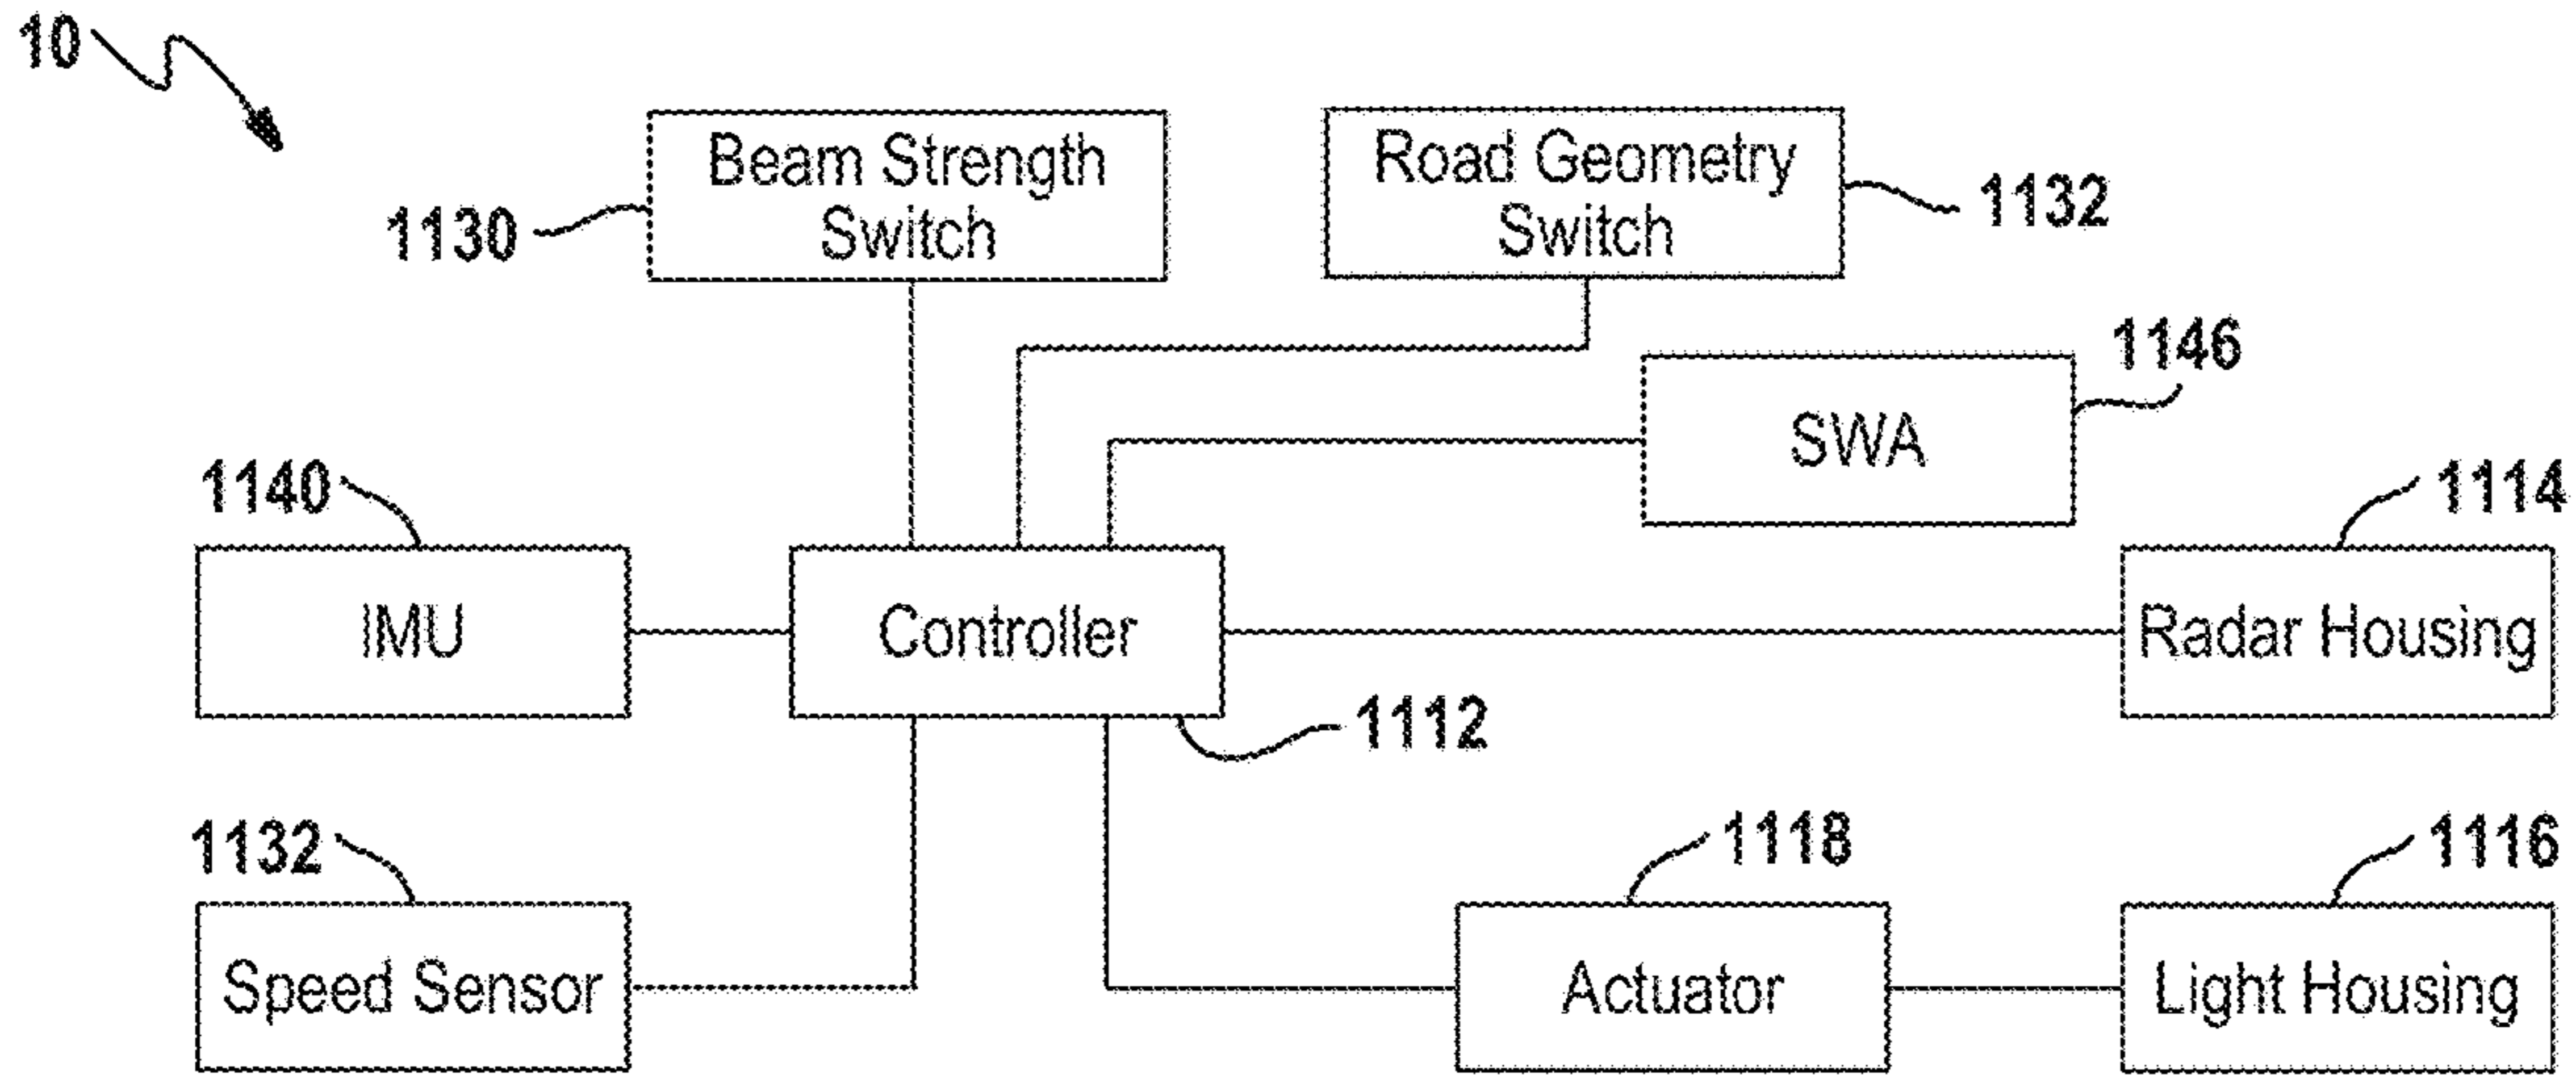 10
Beam Strength
Switch
1130
Road Geometry
Switch
1132
SWA
1146
1140
IMU
Controller
1112
1114
Radar Housing
1132
Speed Sensor
1118
Actuator
1116
Light Housing